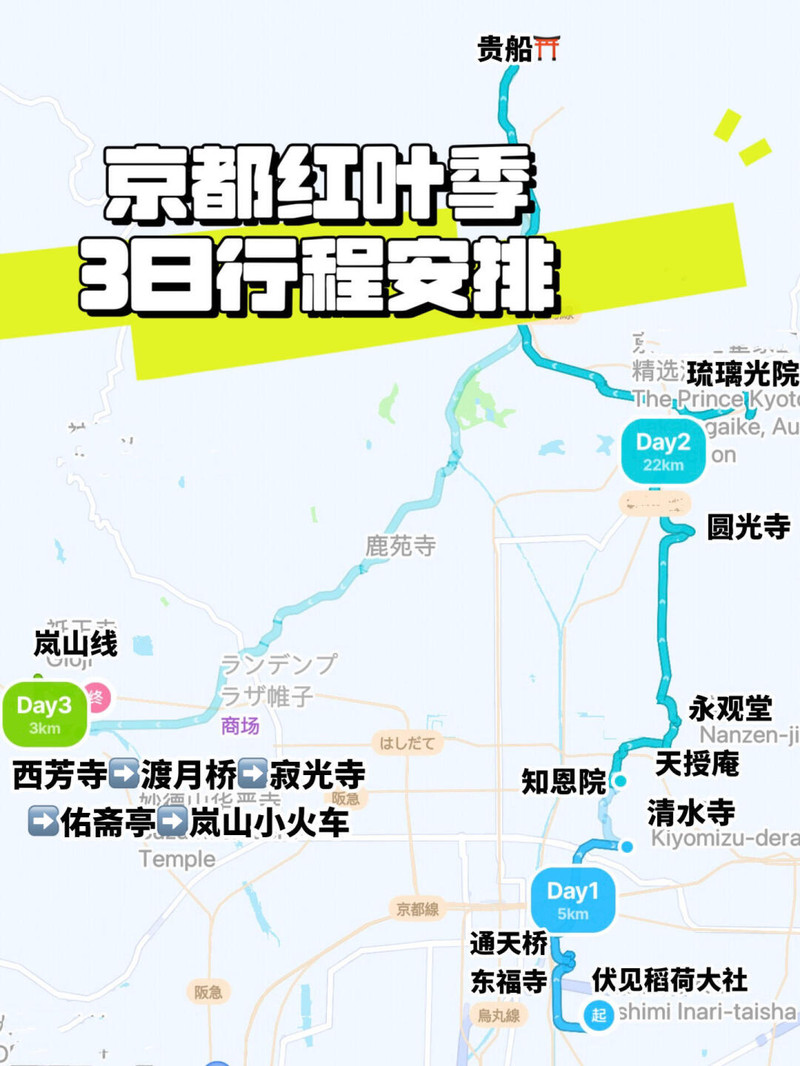 贵船
京都红叶季
3日行程安排
琉璃光院
精选
The Prince Kyoto
gaike, Au
on
Day2
22km
圆光寺
鹿苑寺
岚山线
Gioji
ランデンプ
ラザ帷子
商场
Day3
3km
终
永观堂
Nanzen-ji
はしだて
天授庵
知恩院
西芳寺➡渡月桥➡寂光寺
妙德山华严寺
阪急
➡佑斋亭➡岚山小火车
清水寺
Kiyomizu-dera
Temple
Day1
5km
京都線
通天桥
东福寺
伏见稻荷大社
阪急
烏丸線
起
shimi Inari-taisha